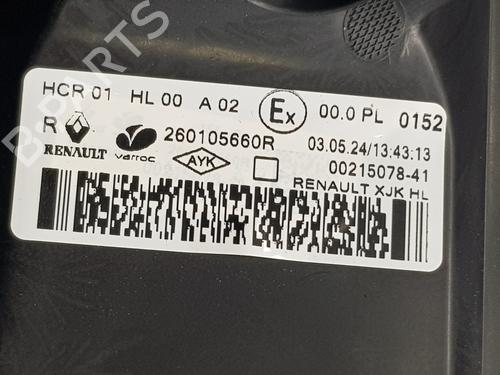 HCR 01 HL 00 A 02 Ex 00.0 PL 0152
R RENAULT varroc 260105660R AYK 03.05.24/13:43:13
00215078-41
RENAULT XJK HL
B-PARTS